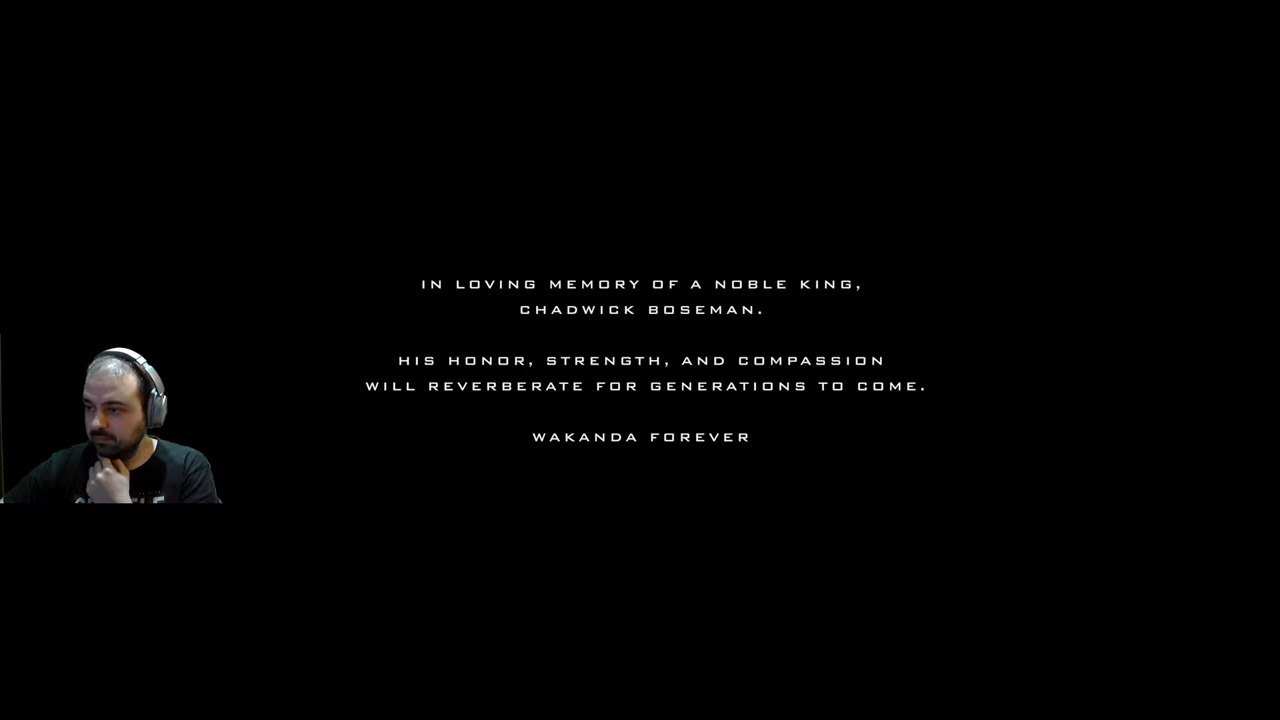 IN LOVING MEMORY OF A NOBLE KING,
CHADWICK BOSEMAN.
HIS HONOR, STRENGTH, AND COMPASSION
WILL REVERBERATE FOR GENERATIONS TO COME.
WAKANDA FOREVER